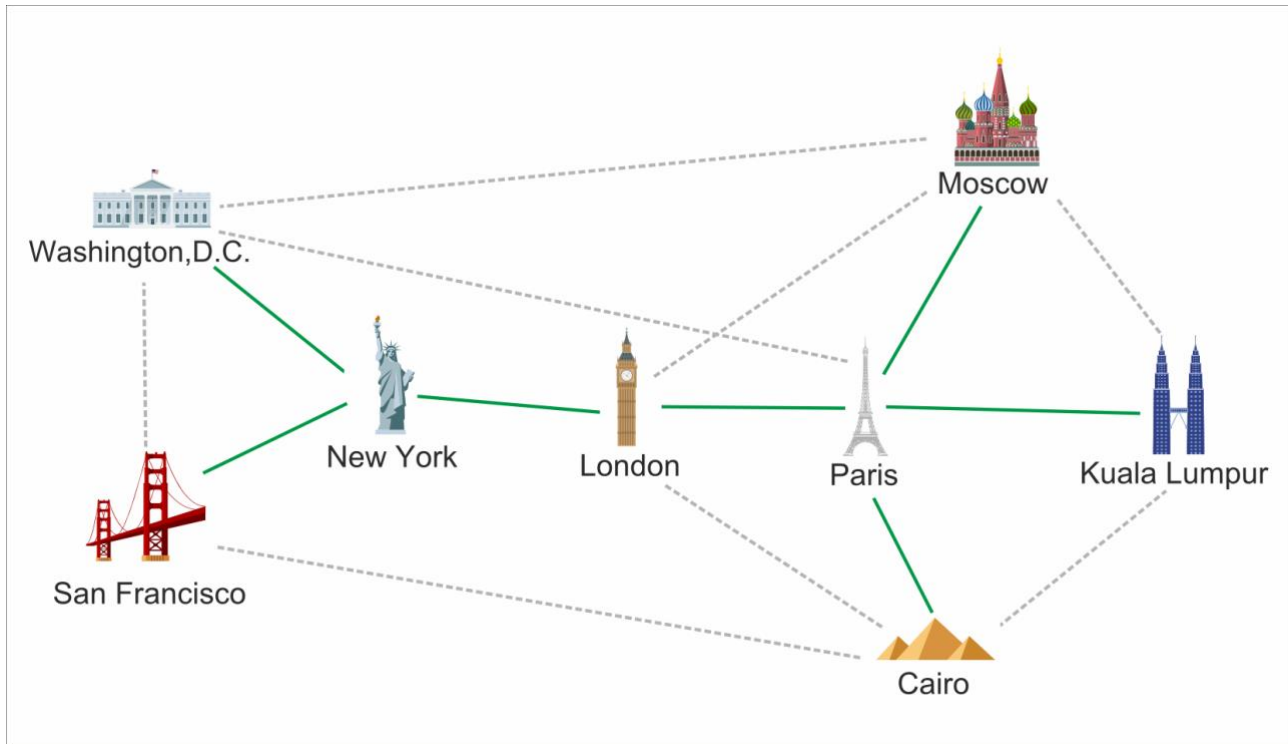 Moscow
Washington,D.C.
New York
London
Paris
Kuala Lumpur
San Francisco
Cairo